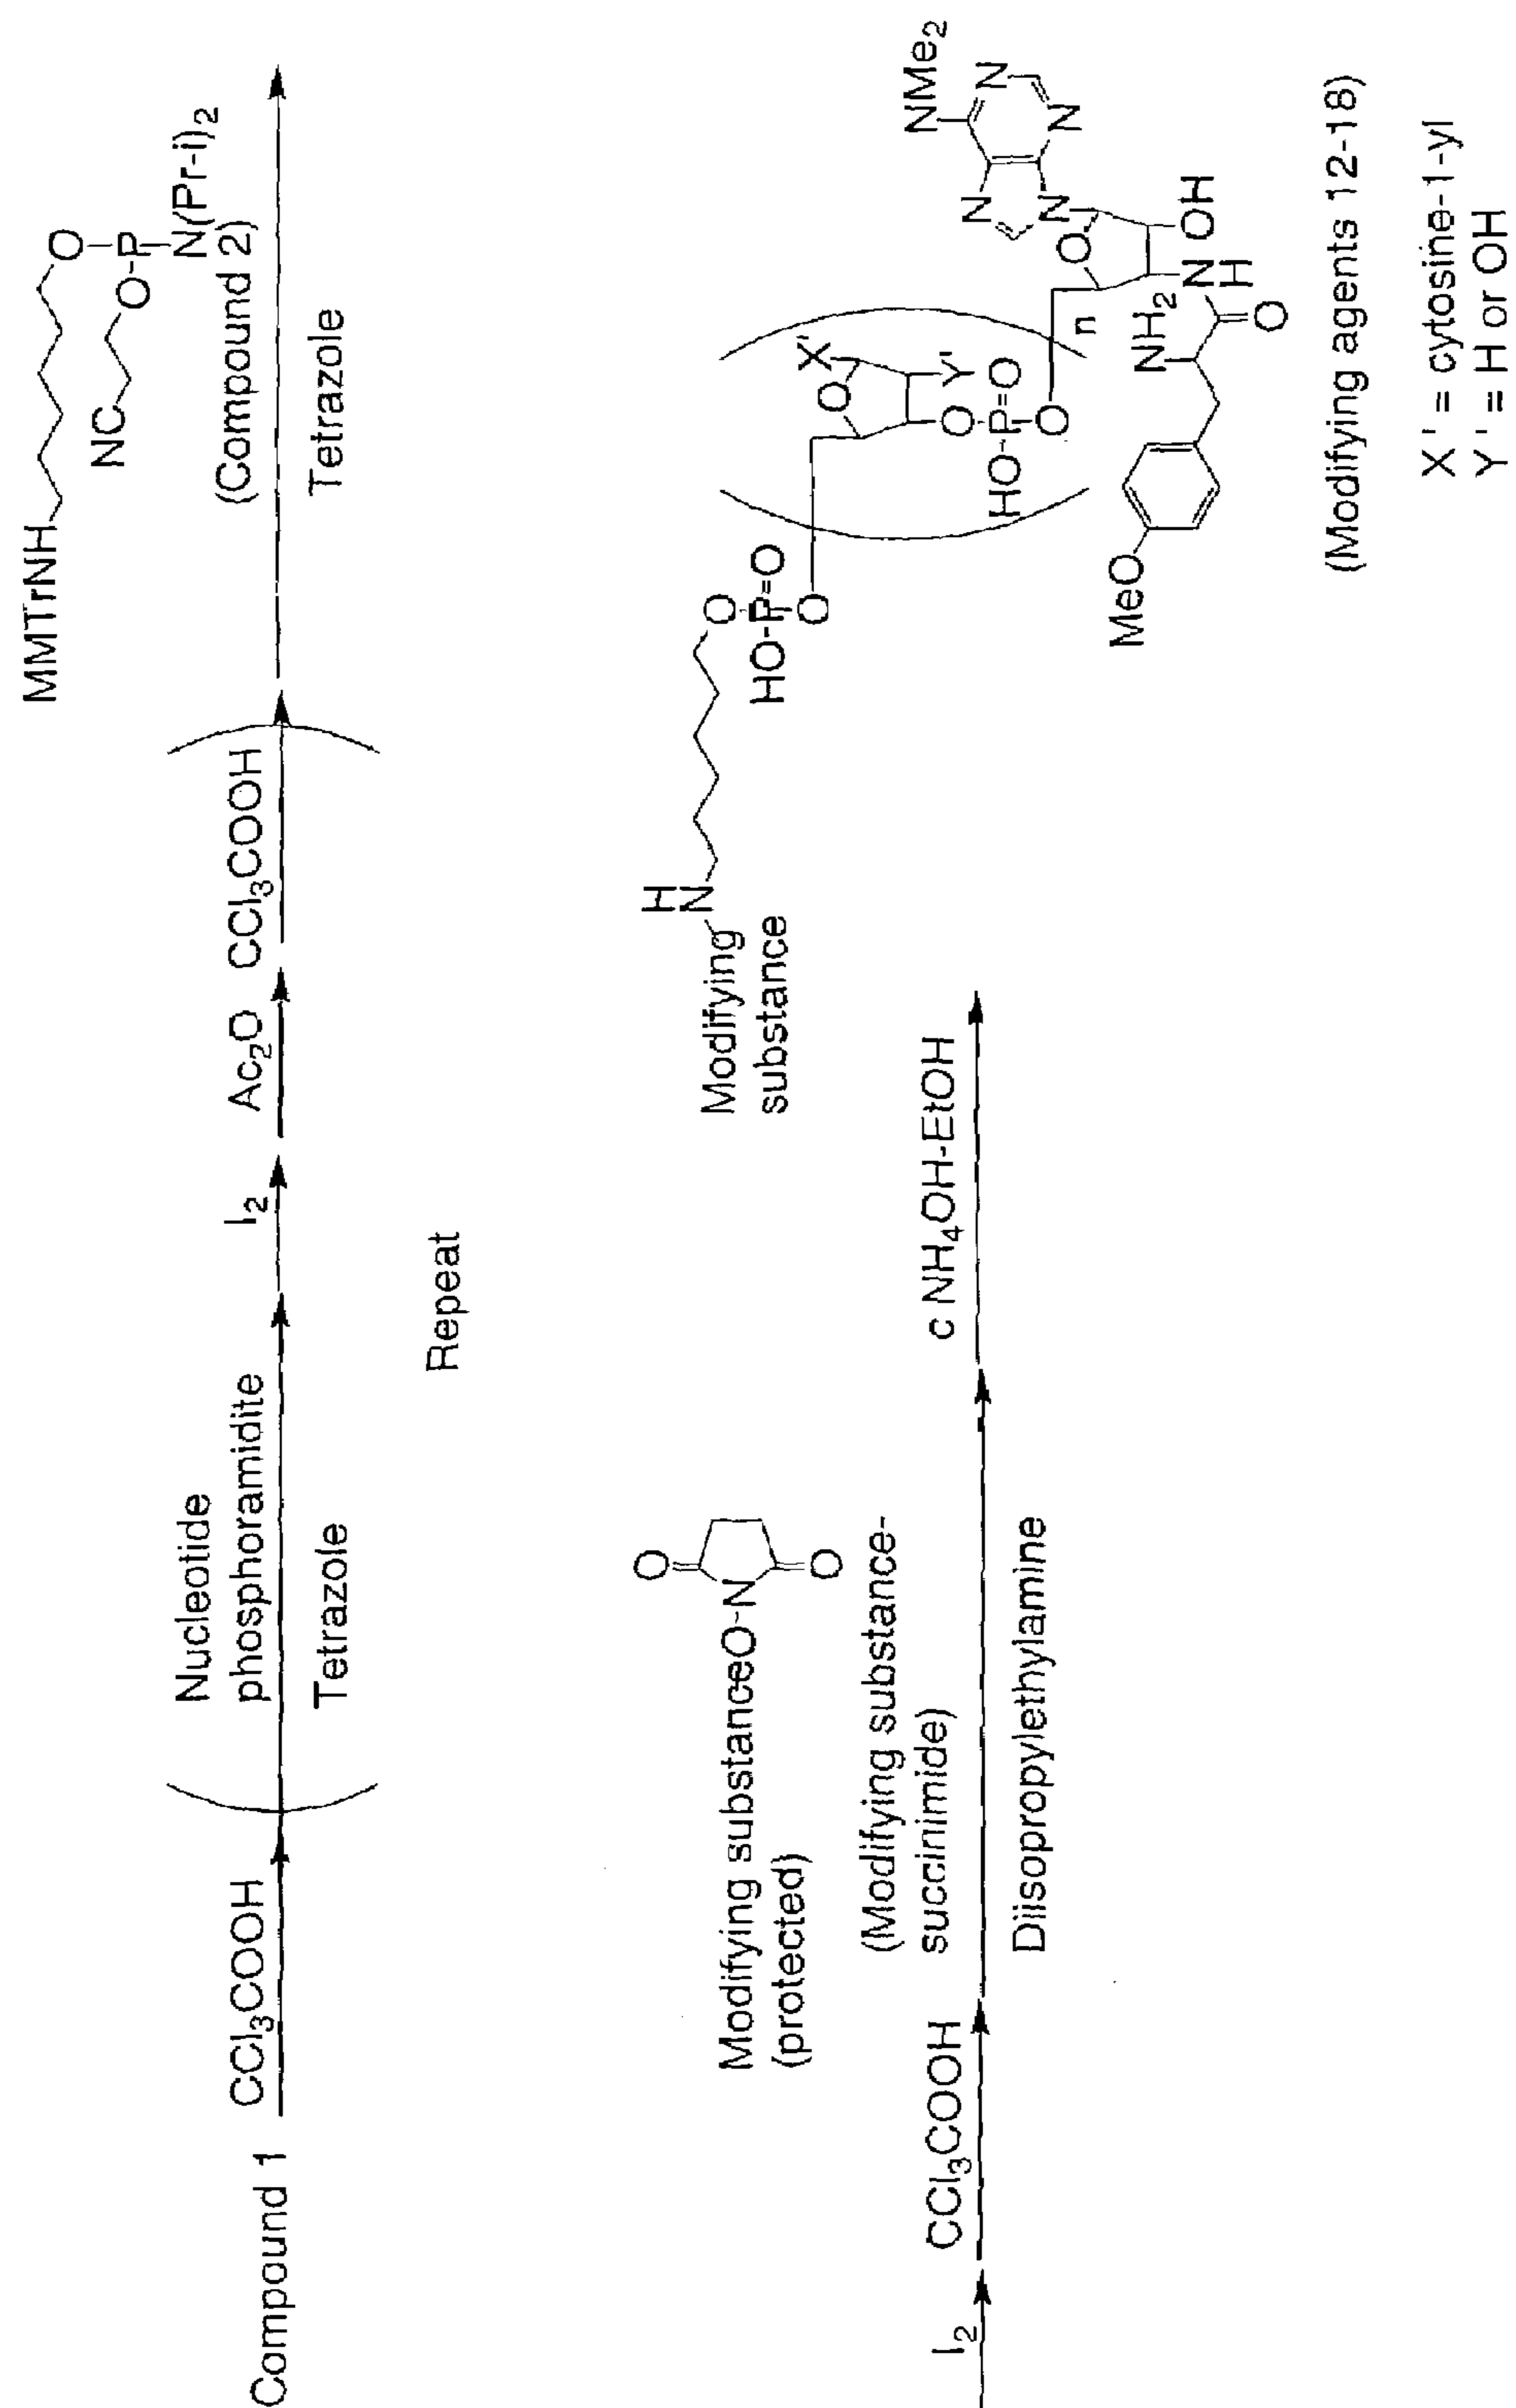 Compound 1
CCl3COOH
Nucleotide
phosphoramidite
Tetrazole
I2
Ac2O
CCl3COOH
Repeat
MMTrNH
O
NC
O-P
N(Pr-i)2
(Compound 2)
Tetrazole
I2
CCl3COOH
Modifying substanceO-N
O
O
(protected)
(Modifying substance-
succinimide)
Diisopropylethylamine
c NH4OH-EtOH
Modifying
substance
H
N
O
HO-P=O
O
X'
O
Y'
O
HO-P=O
O
n
NMe2
N
N
N
N
O
OH
N
H
NH2
O
MeO
(Modifying agents 12-18)
X' = cytosine-1-yl
Y' = H or OH